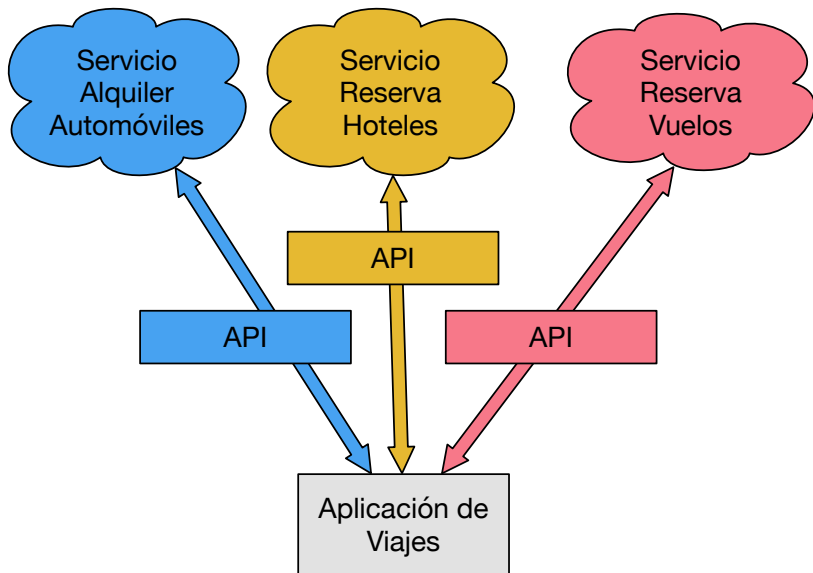 Servicio
Alquiler
Automóviles
Servicio
Reserva
Hoteles
Servicio
Reserva
Vuelos
API
API
API
Aplicación de
Viajes